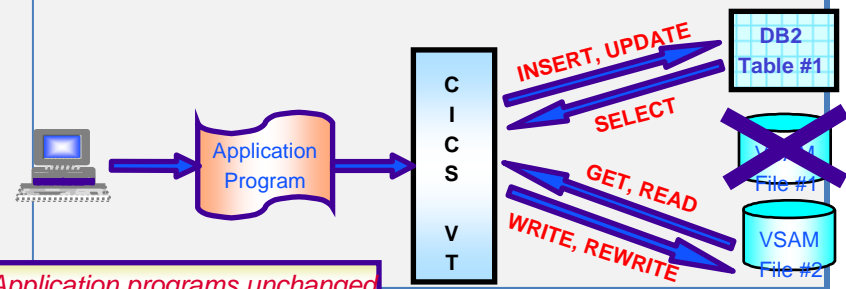 Application
Program
C
I
C
S
V
T
INSERT, UPDATE
SELECT
GET, READ
WRITE, REWRITE
DB2
Table #1
VSAM
File #1
VSAM
File #2
Application programs unchanged